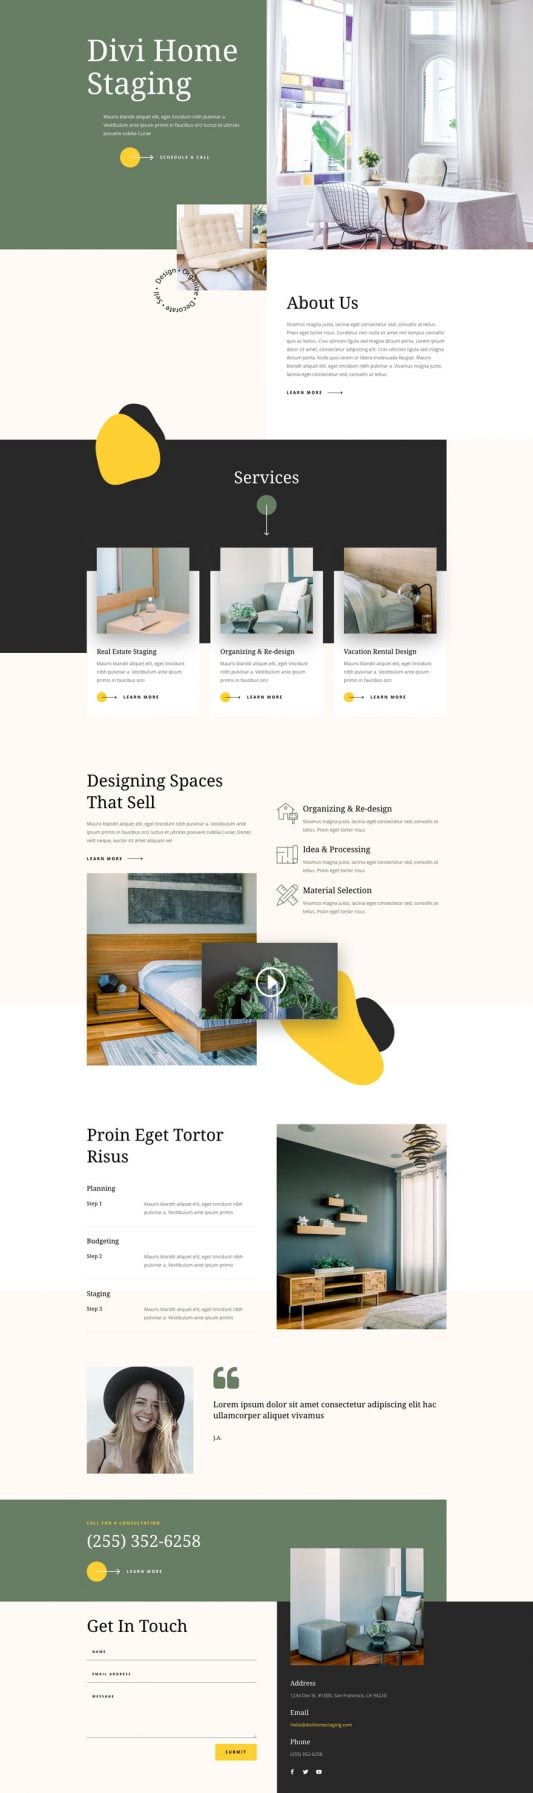 Divi Home
Staging
Mauris blandit aliquet elit, eget tincidunt nibh pulvinar a.
Vestibulum ante ipsum primis in faucibus orci luctus et ultrices
posuere cubilia Curae
SCHEDULE A CALL
Design • Organize • Decorate • Sell •
About Us
Vivamus magna justo, lacinia eget consectetur sed, convallis at tellus.
Proin eget tortor risus. Curabitur non nulla sit amet nisl tempus convallis
quis ac lectus. Cras ultricies ligula sed magna dictum porta. Lorem ipsum
dolor sit amet, consectetur adipiscing elit. Cras ultricies ligula sed magna
dictum porta. Nulla quis lorem ut libero malesuada feugiat. Mauris
blandit aliquet elit, eget tincidunt nibh pulvinar a. Vivamus magna justo,
lacinia eget consectetur sed, convallis at tellus.
LEARN MORE
Services
Real Estate Staging
Mauris blandit aliquet elit, eget tincidunt
nibh pulvinar a. Vestibulum ante ipsum
primis in faucibus orci
LEARN MORE
Organizing & Re-design
Mauris blandit aliquet elit, eget tincidunt
nibh pulvinar a. Vestibulum ante ipsum
primis in faucibus orci
LEARN MORE
Vacation Rental Design
Mauris blandit aliquet elit, eget tincidunt
nibh pulvinar a. Vestibulum ante ipsum
primis in faucibus orci
LEARN MORE
Designing Spaces
That Sell
Mauris blandit aliquet elit, eget tincidunt nibh pulvinar a. Vestibulum ante
ipsum primis in faucibus orci luctus et ultrices posuere cubilia Curae; Donec
velit neque, auctor sit amet aliquam vel
LEARN MORE
Organizing & Re-design
Vivamus magna justo, lacinia eget consectetur sed, convallis at
tellus. Proin eget tortor risus.
Idea & Processing
Vivamus magna justo, lacinia eget consectetur sed, convallis at
tellus. Proin eget tortor risus.
Material Selection
Vivamus magna justo, lacinia eget consectetur sed, convallis at
tellus. Proin eget tortor risus.
Proin Eget Tortor
Risus
Planning
Step 1
Mauris blandit aliquet elit, eget tincidunt nibh
pulvinar a. Vestibulum ante ipsum primis
Budgeting
Step 2
Mauris blandit aliquet elit, eget tincidunt nibh
pulvinar a. Vestibulum ante ipsum primis
Staging
Step 3
Mauris blandit aliquet elit, eget tincidunt nibh
pulvinar a. Vestibulum ante ipsum primis
Lorem ipsum dolor sit amet consectetur adipiscing elit hac
ullamcorper aliquet vivamus
J.A.
CALL FOR A CONSULTATION
(255) 352-6258
LEARN MORE
Get In Touch
NAME
EMAIL ADDRESS
MESSAGE
SUBMIT
Address
1234 Divi St. #1000, San Francisco, CA 94220
Email
Hello@divihomestaging.com
Phone
(255) 352-6258